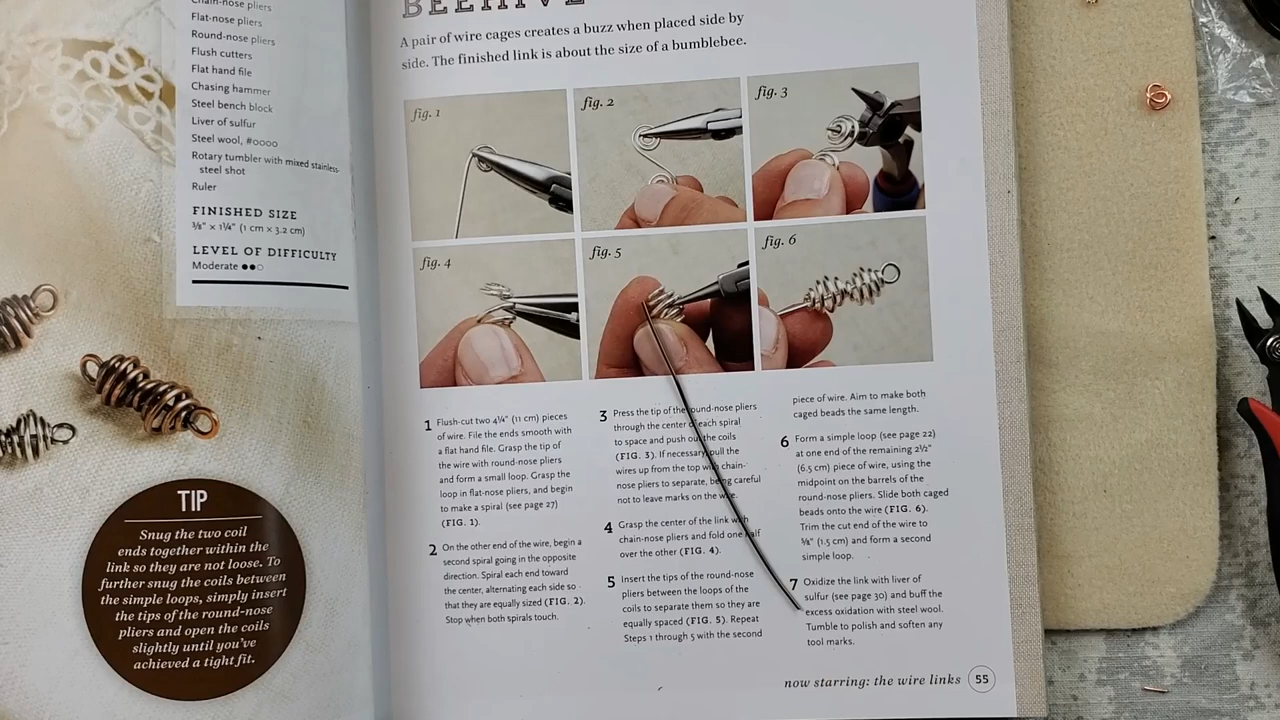 Chain-nose pliers
Flat-nose pliers
Round-nose pliers
Flush cutters
Flat hand file
Chasing hammer
Steel bench block
Liver of sulfur
Steel wool, #0000
Rotary tumbler with mixed stainless-
steel shot
Ruler
FINISHED SIZE
3/8" x 1 1/4" (1 cm x 3.2 cm)
LEVEL OF DIFFICULTY
Moderate ●●○
TIP
Snug the two coil
ends together within the
link so they are not loose. To
further snug the coils between
the simple loops, simply insert
the tips of the round-nose
pliers and open the coils
slightly until you've
achieved a tight fit.
BEEHIVE
A pair of wire cages creates a buzz when placed side by
side. The finished link is about the size of a bumblebee.
fig. 1
fig. 2
fig. 3
fig. 4
fig. 5
fig. 6
1 Flush-cut two 4¼" (11 cm) pieces
of wire. File the ends smooth with
a flat hand file. Grasp the tip of
the wire with round-nose pliers
and form a small loop. Grasp the
loop in flat-nose pliers, and begin
to make a spiral (see page 27)
(FIG. 1).
2 On the other end of the wire, begin a
second spiral going in the opposite
direction. Spiral each end toward
the center, alternating each side so
that they are equally sized (FIG. 2).
Stop when both spirals touch.
3 Press the tip of the round-nose pliers
through the center of each spiral
to space and push out the coils
(FIG. 3). If necessary, pull the
wires up from the top with chain-
nose pliers to separate, being careful
not to leave marks on the wire.
4 Grasp the center of the link with
chain-nose pliers and fold one half
over the other (FIG. 4).
5 Insert the tips of the round-nose
pliers between the loops of the
coils to separate them so they are
equally spaced (FIG. 5). Repeat
Steps 1 through 5 with the second
piece of wire. Aim to make both
caged beads the same length.
6 Form a simple loop (see page 22)
at one end of the remaining 2½"
(6.5 cm) piece of wire, using the
midpoint on the barrels of the
round-nose pliers. Slide both caged
beads onto the wire (FIG. 6).
Trim the cut end of the wire to
⅝" (1.5 cm) and form a second
simple loop.
7 Oxidize the link with liver of
sulfur (see page 30) and buff the
excess oxidation with steel wool.
Tumble to polish and soften any
tool marks.
now starring: the wire links 55